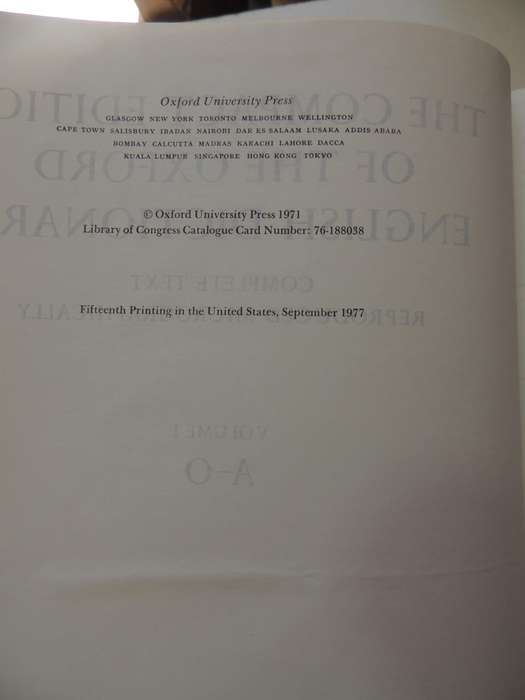 Oxford University Press
GLASGOW NEW YORK TORONTO MELBOURNE WELLINGTON
CAPE TOWN SALISBURY IBADAN NAIROBI DAR ES SALAAM LUSAKA ADDIS ABABA
BOMBAY CALCUTTA MADRAS KARACHI LAHORE DACCA
KUALA LUMPUR SINGAPORE HONG KONG TOKYO
© Oxford University Press 1971
Library of Congress Catalogue Card Number: 76-188038
Fifteenth Printing in the United States, September 1977